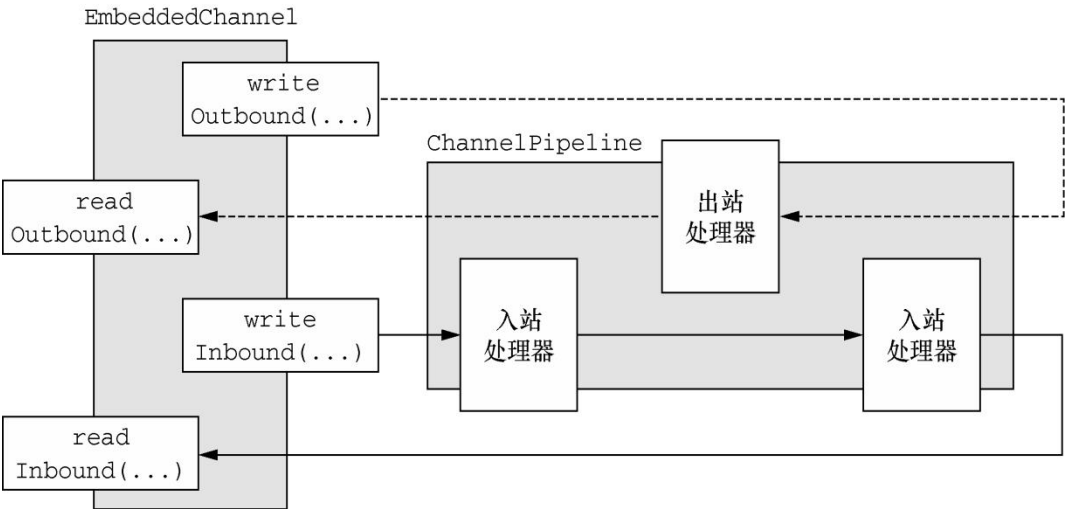 EmbeddedChannel
write
Outbound(...)
ChannelPipeline
read
Outbound(...)
出站
处理器
write
Inbound(...)
入站
处理器
入站
处理器
read
Inbound(...)